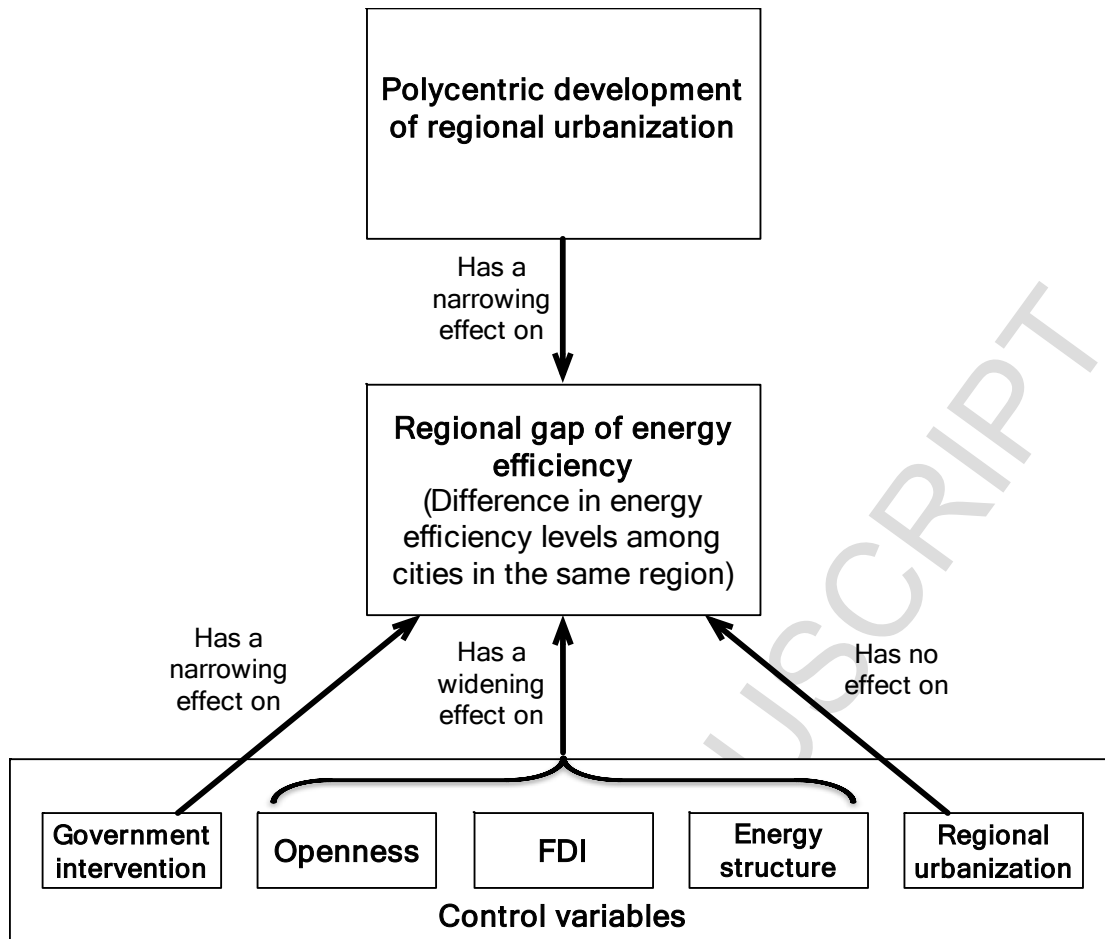 Polycentric development
of regional urbanization
Has a
narrowing
effect on
Regional gap of energy
efficiency
(Difference in energy
efficiency levels among
cities in the same region)
Has a
narrowing
effect on
Has a
widening
effect on
Has no
effect on
Government
intervention
Openness
FDI
Energy
structure
Regional
urbanization
Control variables
USCRIPT